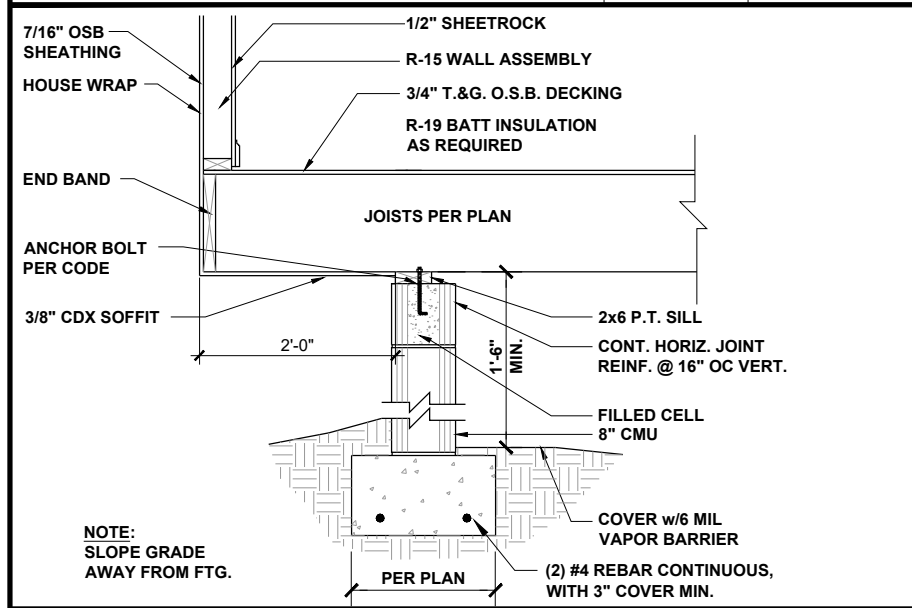 7/16" OSB
SHEATHING
HOUSE WRAP
END BAND
ANCHOR BOLT
PER CODE
3/8" CDX SOFFIT
2'-0"
1/2" SHEETROCK
R-15 WALL ASSEMBLY
3/4" T.&G. O.S.B. DECKING
R-19 BATT INSULATION
AS REQUIRED
JOISTS PER PLAN
2x6 P.T. SILL
CONT. HORIZ. JOINT
REINF. @ 16" OC VERT.
1'-6"
MIN.
FILLED CELL
8" CMU
COVER w/6 MIL
VAPOR BARRIER
(2) #4 REBAR CONTINUOUS,
WITH 3" COVER MIN.
PER PLAN
NOTE:
SLOPE GRADE
AWAY FROM FTG.